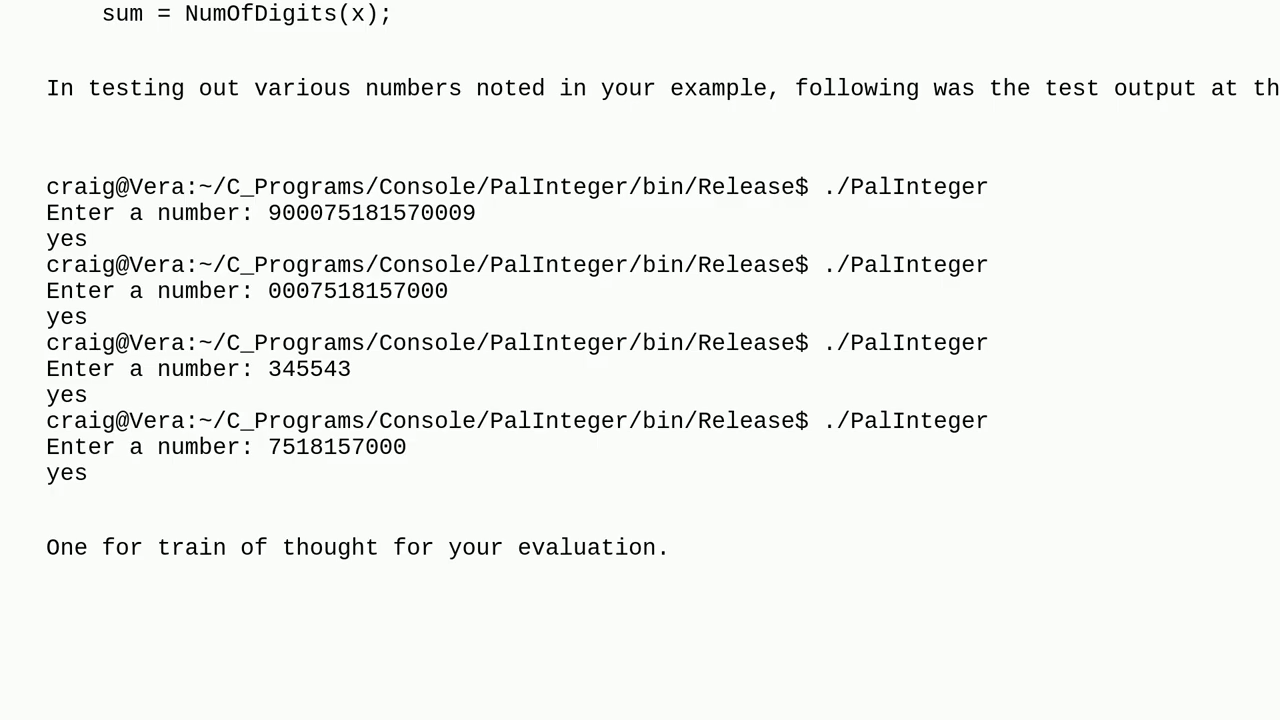 sum = NumOfDigits(x);
In testing out various numbers noted in your example, following was the test output at th
craig@Vera:~/C_Programs/Console/PalInteger/bin/Release$ ./PalInteger
Enter a number: 900075181570009
yes
craig@Vera:~/C_Programs/Console/PalInteger/bin/Release$ ./PalInteger
Enter a number: 0007518157000
yes
craig@Vera:~/C_Programs/Console/PalInteger/bin/Release$ ./PalInteger
Enter a number: 345543
yes
craig@Vera:~/C_Programs/Console/PalInteger/bin/Release$ ./PalInteger
Enter a number: 7518157000
yes
One for train of thought for your evaluation.